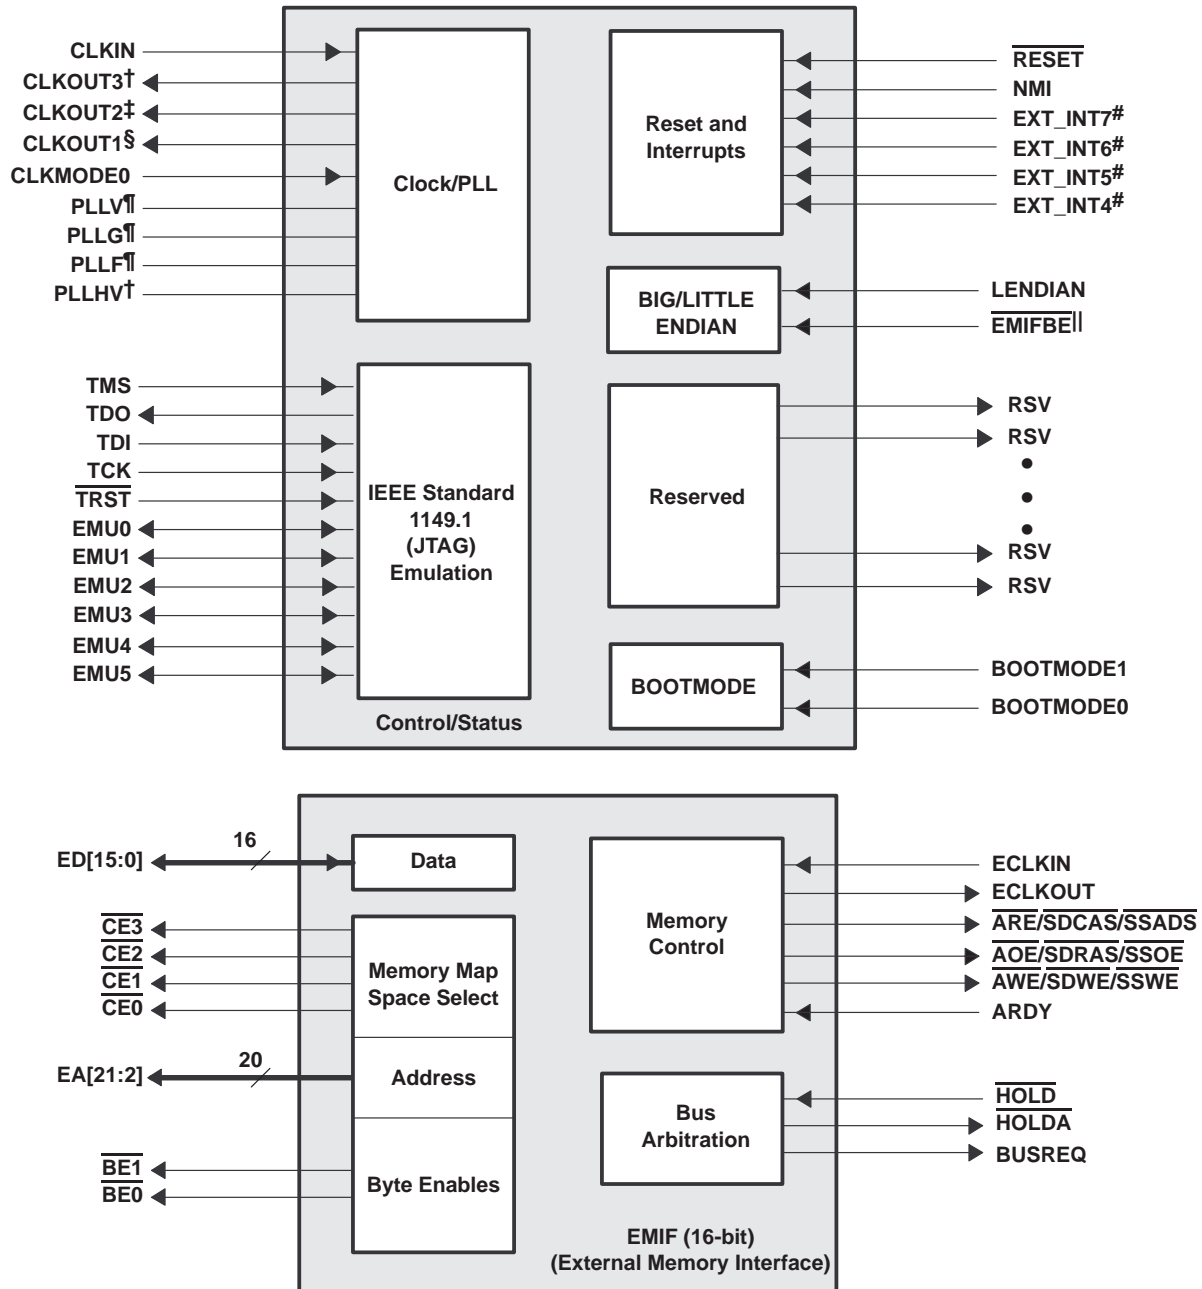 CLKIN
CLKOUT3†
CLKOUT2‡
CLKOUT1§
CLKMODE0
PLLV¶
PLLG¶
PLLF¶
PLLHV†
Clock/PLL
Reset and
Interrupts
RESET
NMI
EXT_INT7#
EXT_INT6#
EXT_INT5#
EXT_INT4#
BIG/LITTLE
ENDIAN
LENDIAN
EMIFBE||
TMS
TDO
TDI
TCK
TRST
EMU0
EMU1
EMU2
EMU3
EMU4
EMU5
IEEE Standard
1149.1
(JTAG)
Emulation
Reserved
RSV
RSV
•
•
•
RSV
RSV
BOOTMODE
BOOTMODE1
BOOTMODE0
Control/Status
ED[15:0]
16
Data
CE3
CE2
CE1
CE0
Memory Map
Space Select
EA[21:2]
20
Address
BE1
BE0
Byte Enables
Memory
Control
ECLKIN
ECLKOUT
ARE/SDCAS/SSADS
AOE/SDRAS/SSOE
AWE/SDWE/SSWE
ARDY
Bus
Arbitration
HOLD
HOLDA
BUSREQ
EMIF (16-bit)
(External Memory Interface)